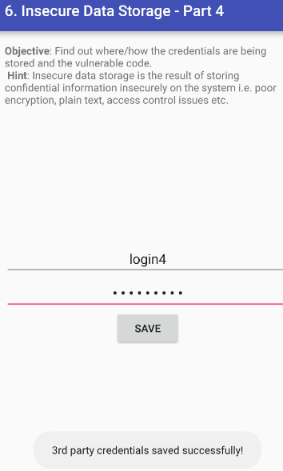 6. Insecure Data Storage - Part 4
Objective: Find out where/how the credentials are being
stored and the vulnerable code.
Hint: Insecure data storage is the result of storing
confidential information insecurely on the system i.e. poor
encryption, plain text, access control issues etc.
login4
•••••••••
SAVE
3rd party credentials saved successfully!